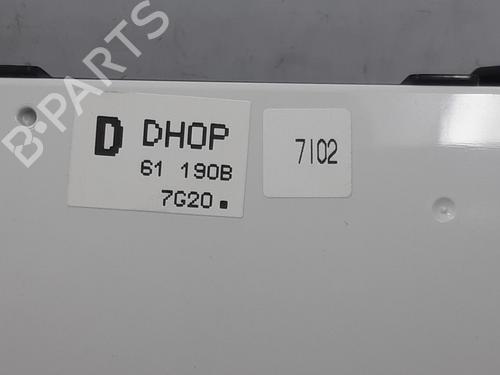 B-PARTS
D DHOP
61 190B
7G20.
7I02